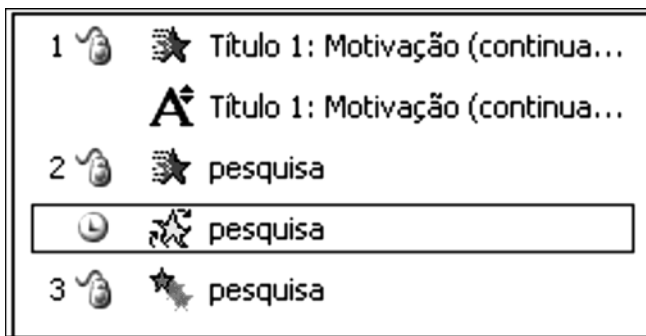 1 Título 1: Motivação (continua...
Título 1: Motivação (continua...
2 pesquisa
pesquisa
3 pesquisa